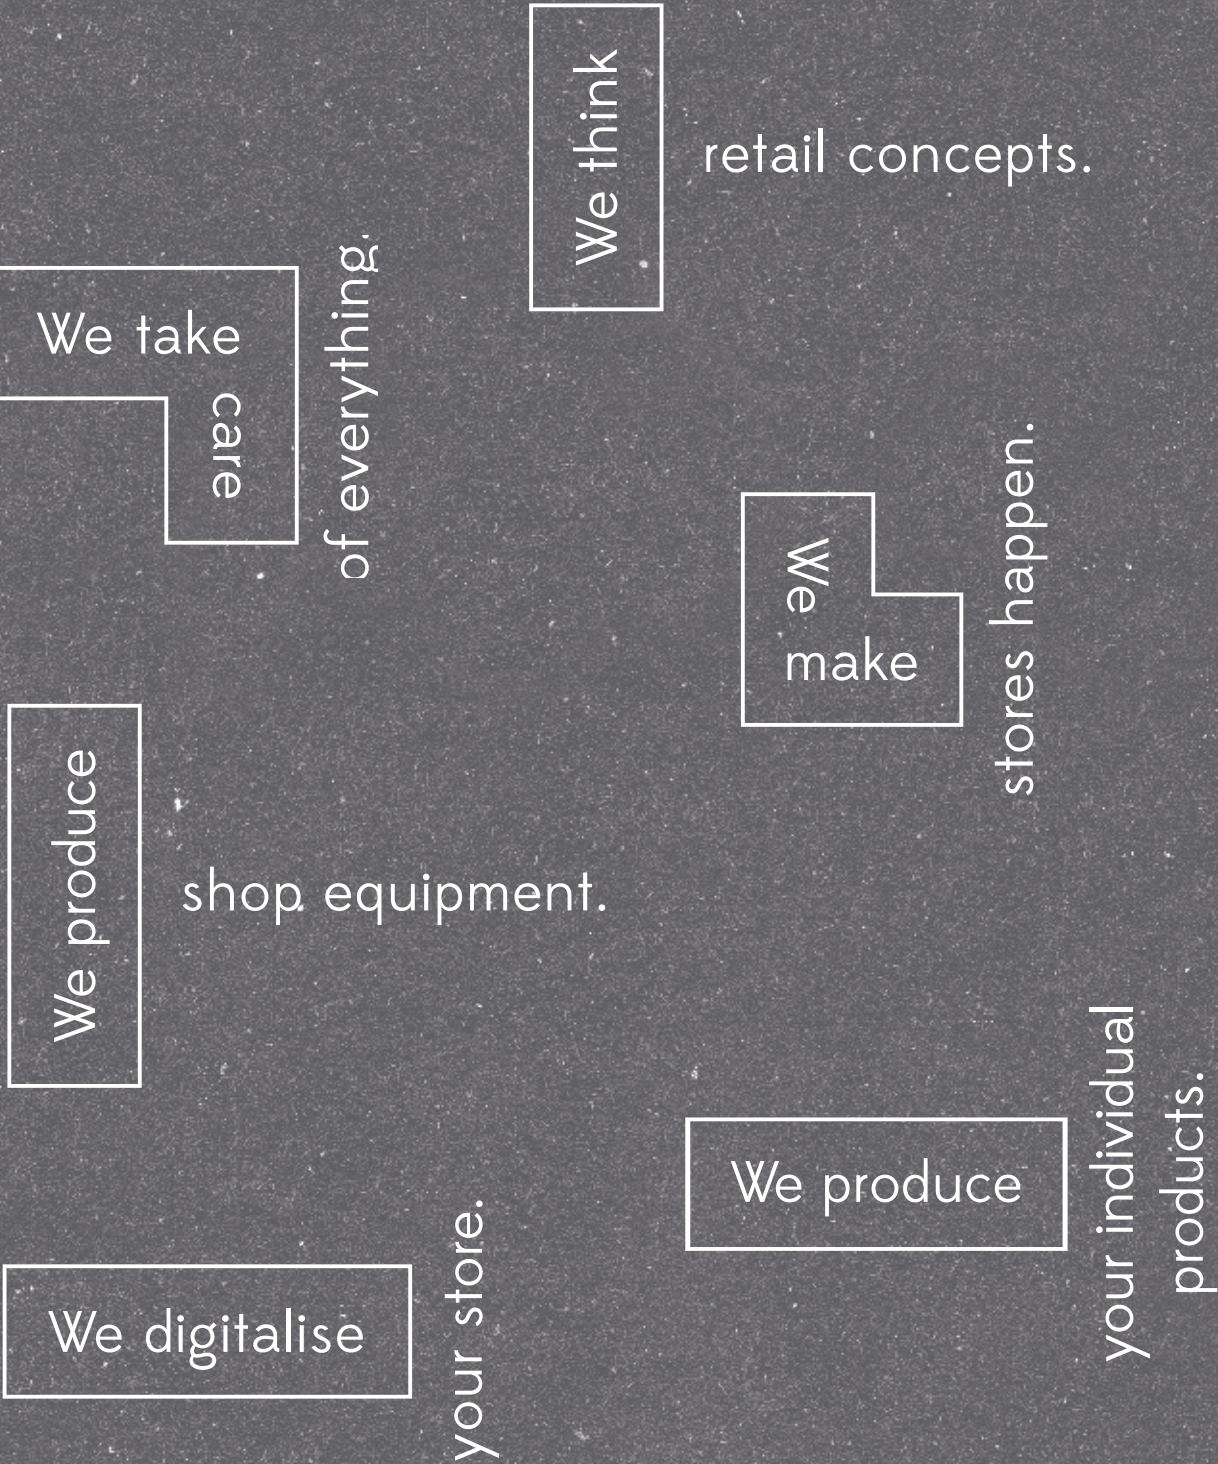 We think
retail concepts.
We take
care
of everything.
We
make
stores happen.
We produce
shop equipment.
We produce
your individual
products.
We digitalise
your store.